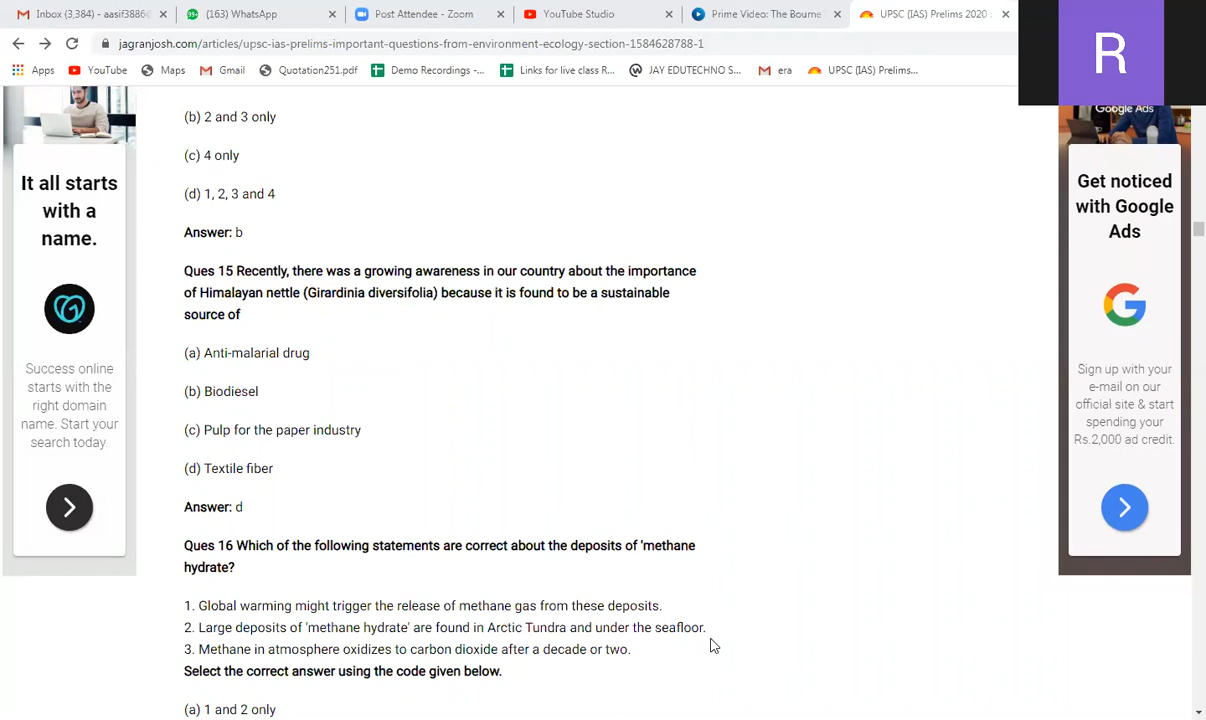 Inbox (3,384) - aasif3886
(163) WhatsApp
Post Attendee - Zoom
YouTube Studio
Prime Video: The Bourne
UPSC (IAS) Prelims 2020
jagranjosh.com/articles/upsc-ias-prelims-important-questions-from-environment-ecology-section-1584628788-1
Apps
YouTube
Maps
Gmail
Quotation251.pdf
Demo Recordings -...
Links for live class R...
JAY EDUTECHNO S...
era
UPSC (IAS) Prelims...
R
(b) 2 and 3 only
(c) 4 only
(d) 1, 2, 3 and 4
Answer: b
Ques 15 Recently, there was a growing awareness in our country about the importance
of Himalayan nettle (Girardinia diversifolia) because it is found to be a sustainable
source of
(a) Anti-malarial drug
(b) Biodiesel
(c) Pulp for the paper industry
(d) Textile fiber
Answer: d
Ques 16 Which of the following statements are correct about the deposits of 'methane
hydrate?
1. Global warming might trigger the release of methane gas from these deposits.
2. Large deposits of 'methane hydrate' are found in Arctic Tundra and under the seafloor.
3. Methane in atmosphere oxidizes to carbon dioxide after a decade or two.
Select the correct answer using the code given below.
(a) 1 and 2 only
It all starts
with a
name.
Success online
starts with the
right domain
name. Start your
search today.
Google Ads
Get noticed
with Google
Ads
Sign up with your
e-mail on our
official site & start
spending your
Rs.2,000 ad credit.